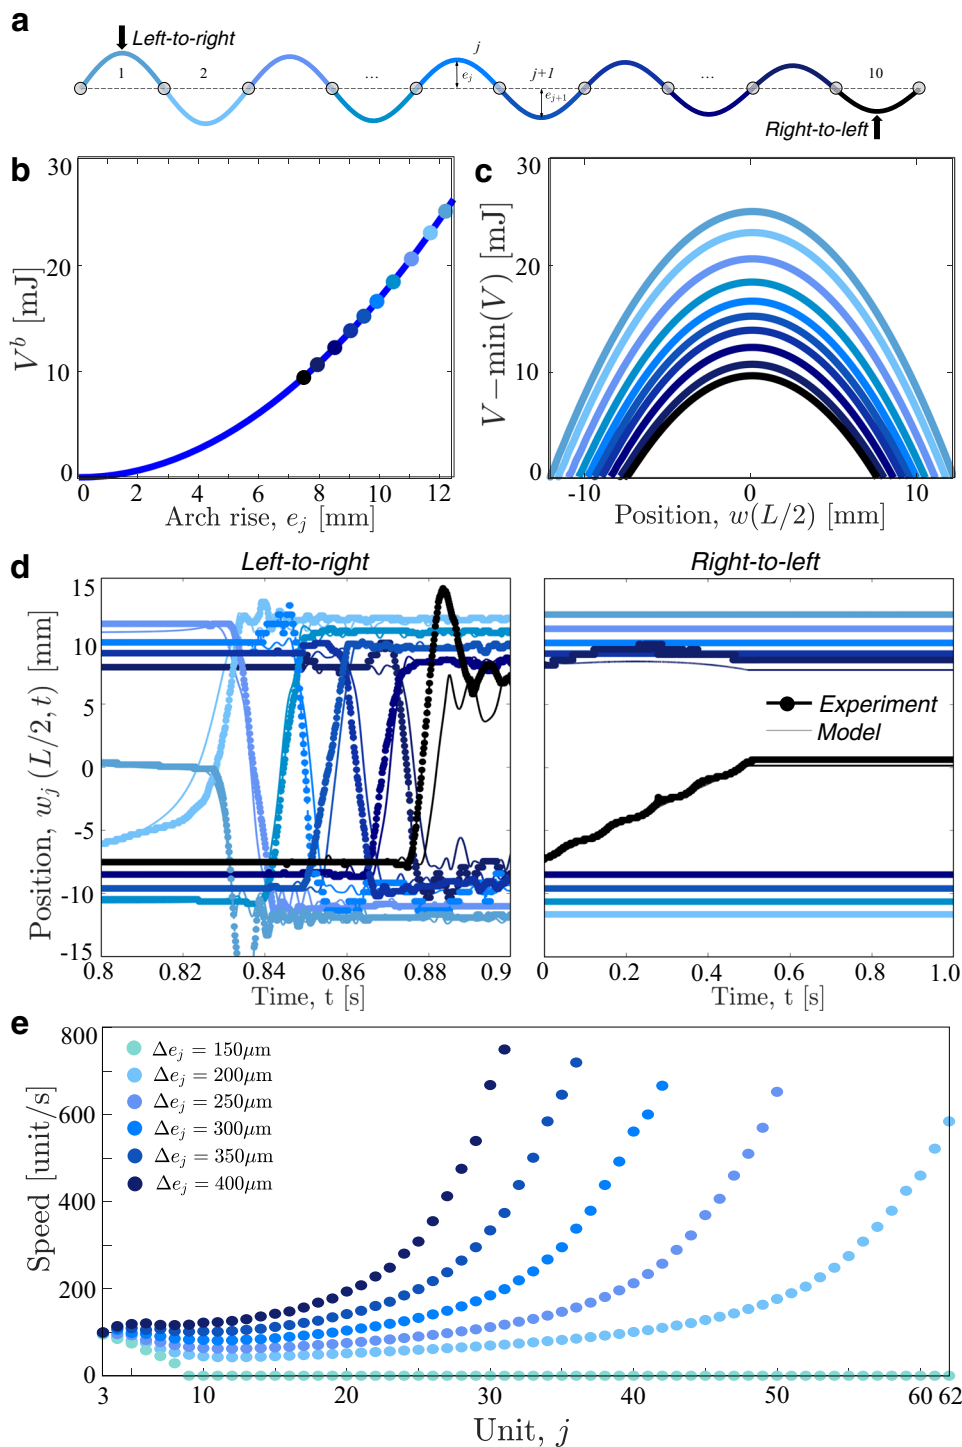 a
Left-to-right
1
2
...
j
e_j
j+1
e_{j+1}
...
10
Right-to-left
b
30
20
10
0
V^b [mJ]
0 2 4 6 8 10 12
Arch rise, e_j [mm]
c
30
20
10
0
V−min(V) [mJ]
-10 0 10
Position, w(L/2) [mm]
d
Left-to-right
15
10
5
0
-5
-10
-15
Position, w_j (L/2, t) [mm]
0.8 0.82 0.84 0.86 0.88 0.9
Time, t [s]
Right-to-left
Experiment
Model
0 0.2 0.4 0.6 0.8 1.0
Time, t [s]
e
800
600
400
200
0
Speed [unit/s]
Δe_j = 150μm
Δe_j = 200μm
Δe_j = 250μm
Δe_j = 300μm
Δe_j = 350μm
Δe_j = 400μm
3 10 20 30 40 50 60 62
Unit, j